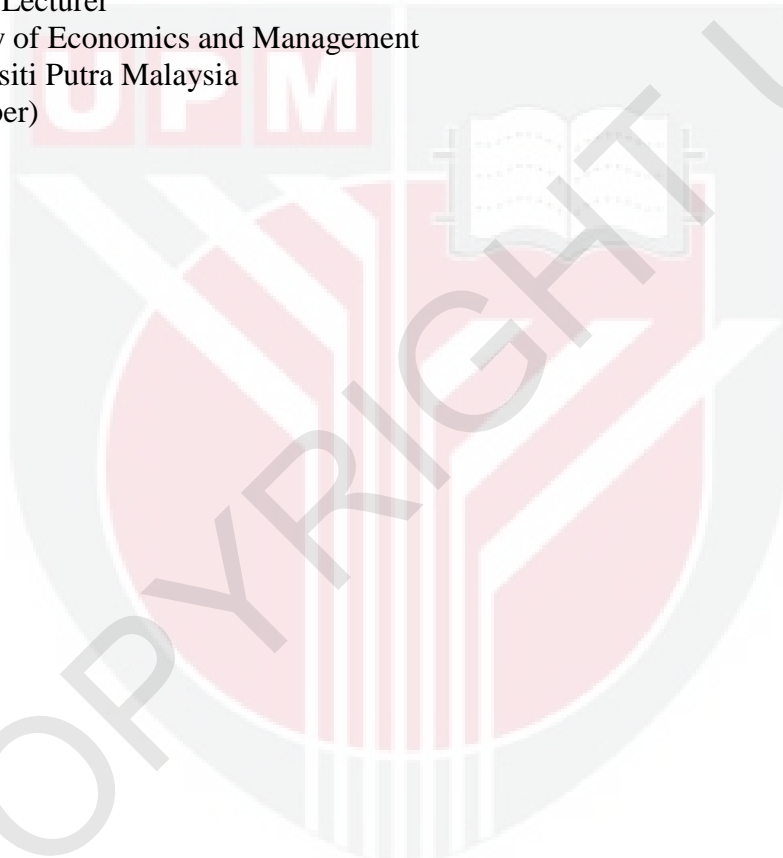 Lecturer
y of Economics and Management
siti Putra Malaysia
ber)
UPM
OPYRIGHT U